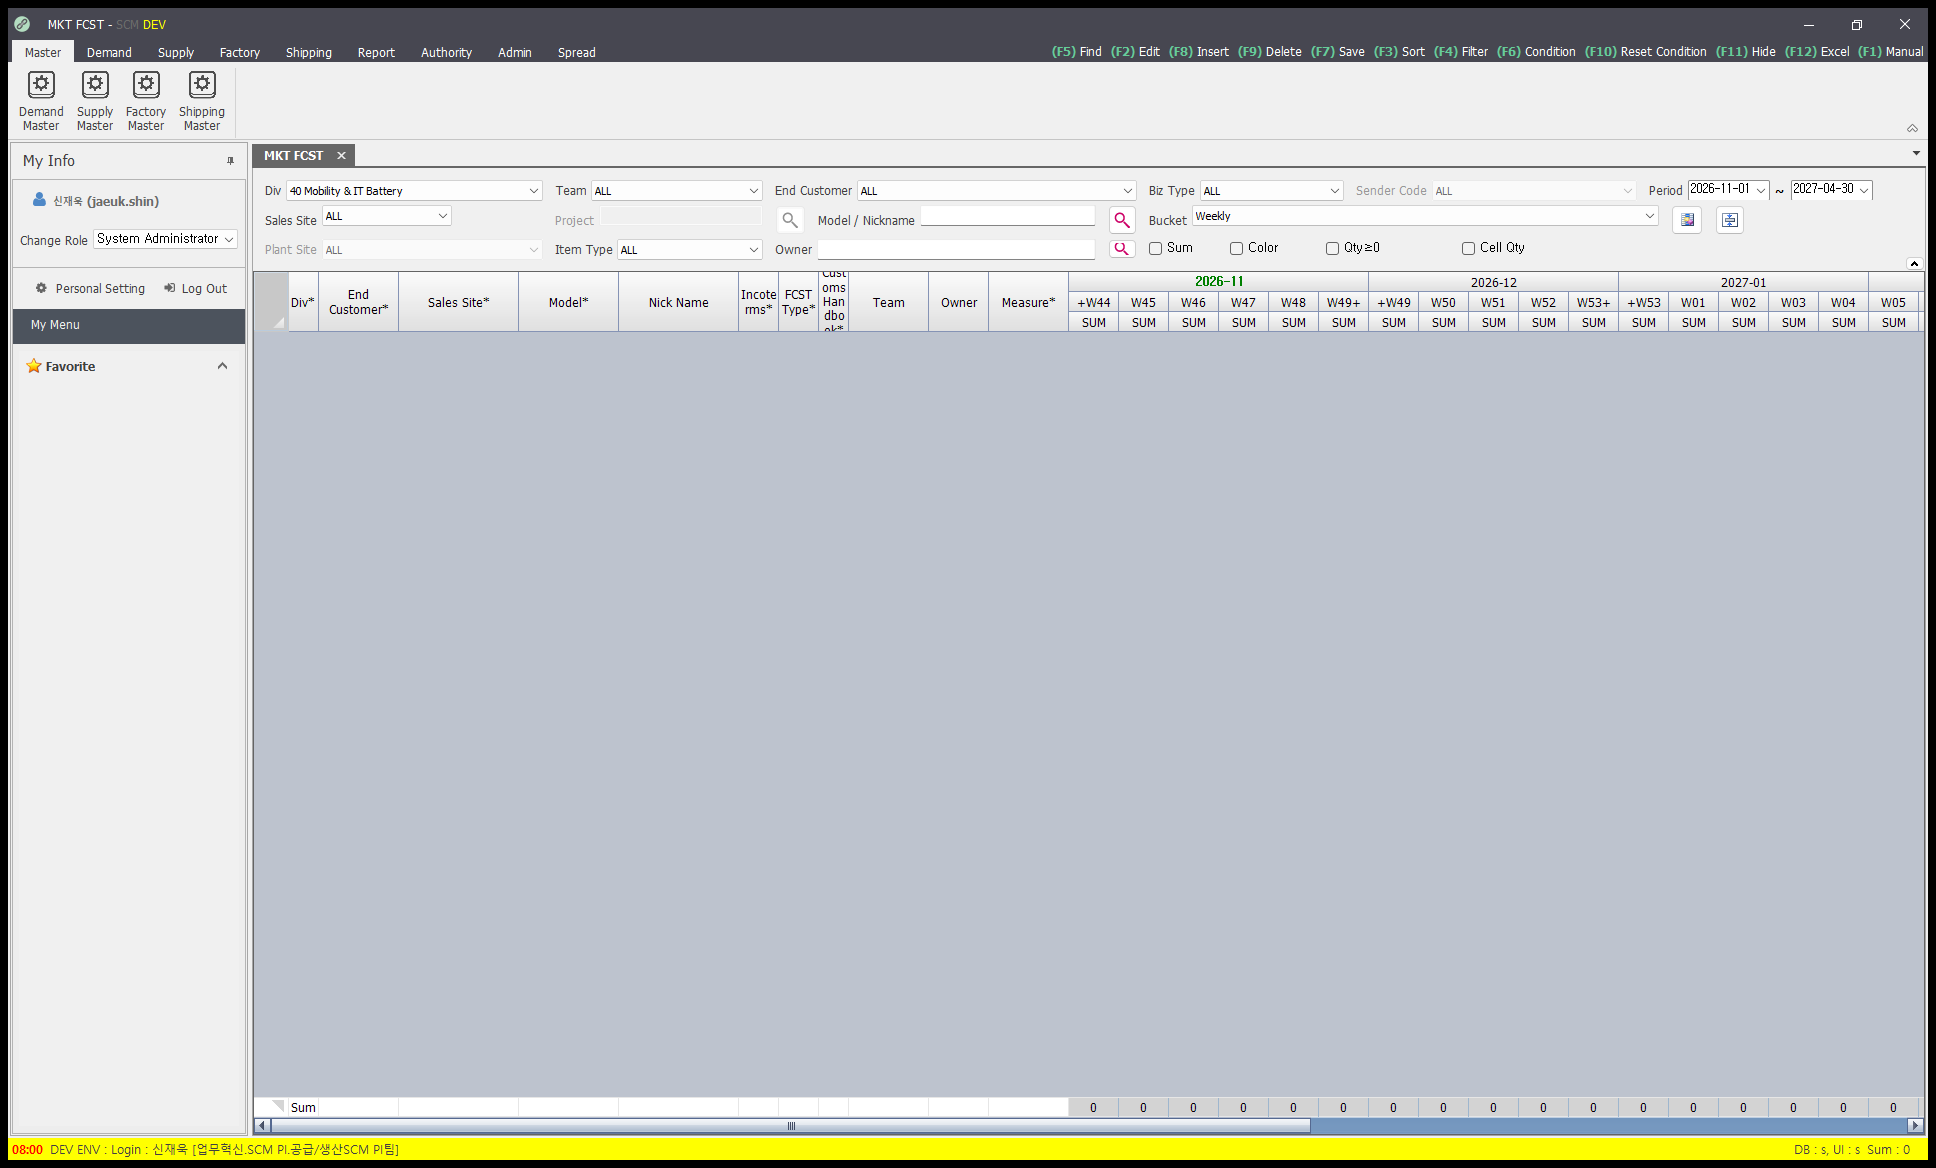 MKT FCST - SCM DEV
Master Demand Supply Factory Shipping Report Authority Admin Spread
(F5) Find (F2) Edit (F8) Insert (F9) Delete (F7) Save (F3) Sort (F4) Filter (F6) Condition (F10) Reset Condition (F11) Hide (F12) Excel (F1) Manual
Demand Master
Supply Master
Factory Master
Shipping Master
My Info
신재욱 (jaeuk.shin)
Change Role System Administrator
Personal Setting Log Out
My Menu
Favorite
MKT FCST
Div 40 Mobility & IT Battery Team ALL End Customer ALL Biz Type ALL Sender Code ALL Period 2026-11-01 ~ 2027-04-30
Sales Site ALL Project Model / Nickname Bucket Weekly
Plant Site ALL Item Type ALL Owner Sum Color Qty≥0 Cell Qty
Div* End Customer* Sales Site* Model* Nick Name Incoterms* FCST Type* Customs Handbook* Team Owner Measure*
2026-11 2026-12 2027-01
+W44 W45 W46 W47 W48 W49+ +W49 W50 W51 W52 W53+ +W53 W01 W02 W03 W04 W05
SUM SUM SUM SUM SUM SUM SUM SUM SUM SUM SUM SUM SUM SUM SUM SUM SUM
Sum 0 0 0 0 0 0 0 0 0 0 0 0 0 0 0 0 0
08:00 DEV ENV : Login : 신재욱 [업무혁신.SCM PI.공급/생산SCM PI팀]
DB : s, UI : s Sum : 0